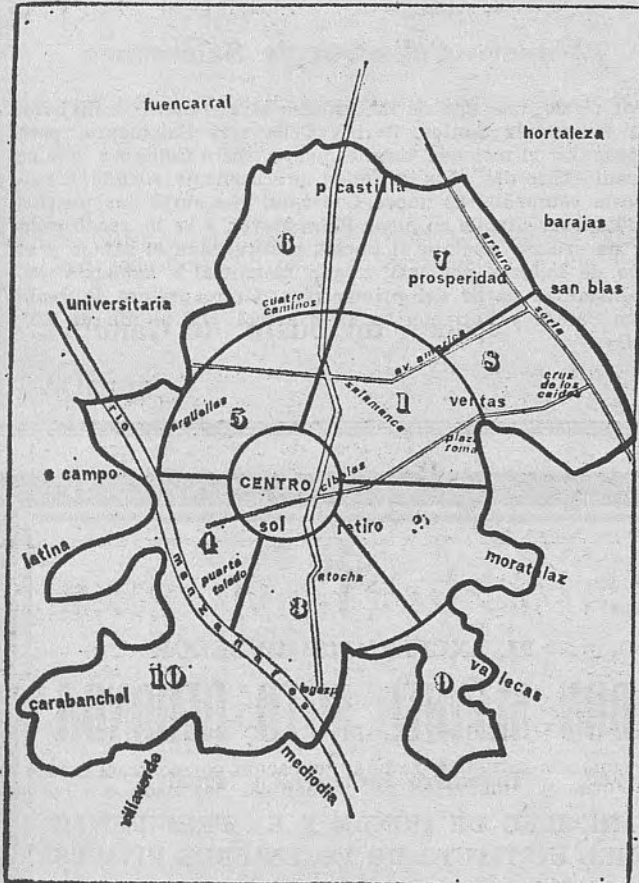 fuencarral
hortaleza
p. castilla
barajas
6
7
arturo
prosperidad
san blas
universitaria
cuatro
caminos
soria
av. america
s
cruz
de los
caidos
salamanca
1
ventas
argüelles
5
plaza
roma
rio
e campo
CENTRO
cibeles
sol
retiro
4
latina
puerta
toledo
manzanares
moratalaz
atocha
3
10
9
vallecas
carabanchel
legazpi
villaverde
mediodia